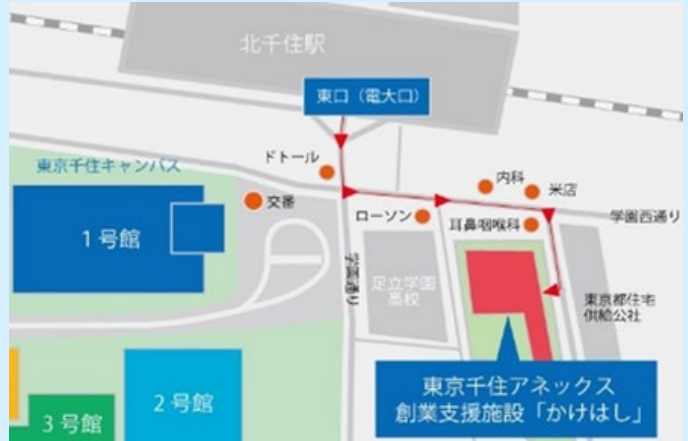 北千住駅
東口（電大口）
ドトール
東京千住キャンパス
内科
米店
交番
ローソン
耳鼻咽喉科
学園西通り
1号館
学園通り
足立学園
高校
東京都住宅
供給公社
東京千住アネックス
創業支援施設「かけはし」
2号館
3号館